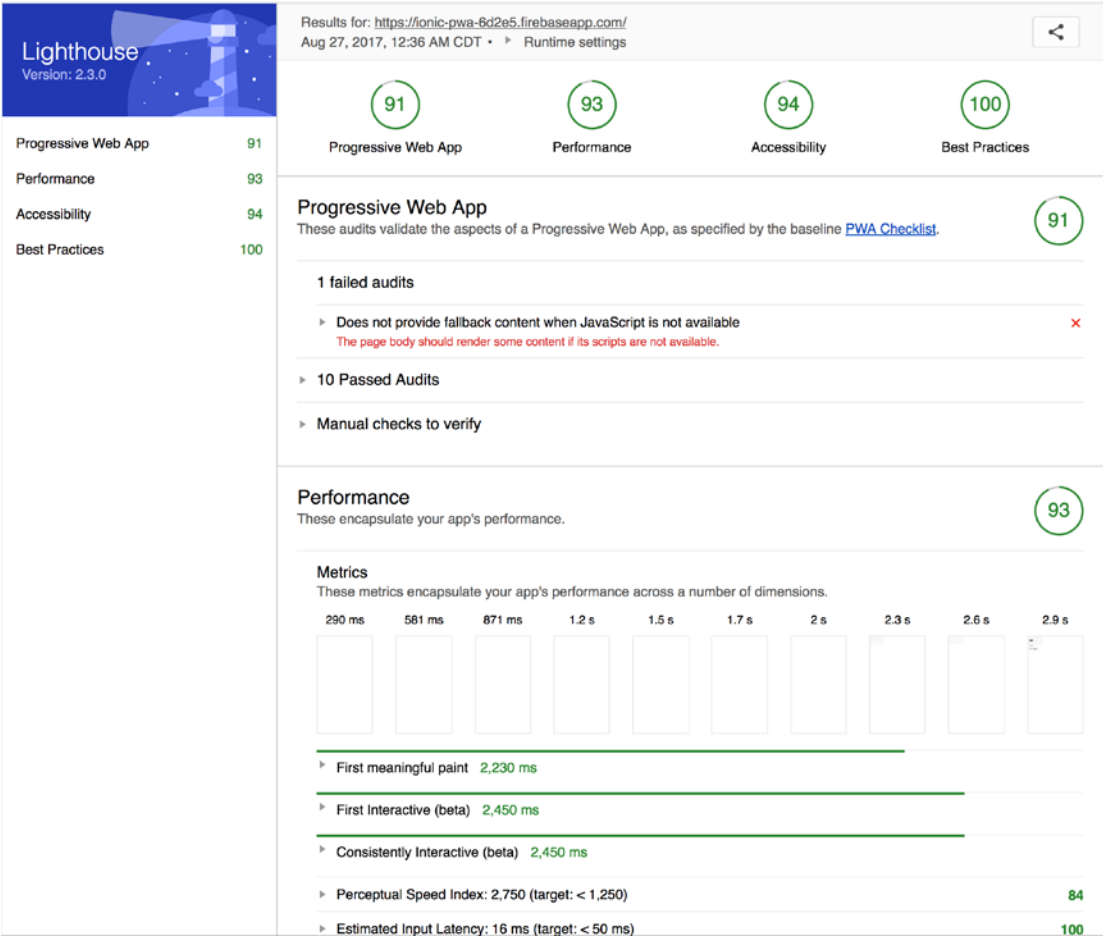 Lighthouse
Version: 2.3.0
Progressive Web App 91
Performance 93
Accessibility 94
Best Practices 100
Results for: https://ionic-pwa-6d2e5.firebaseapp.com/
Aug 27, 2017, 12:36 AM CDT • Runtime settings
91 93 94 100
Progressive Web App Performance Accessibility Best Practices
Progressive Web App
These audits validate the aspects of a Progressive Web App, as specified by the baseline PWA Checklist.
91
1 failed audits
Does not provide fallback content when JavaScript is not available
The page body should render some content if its scripts are not available.
10 Passed Audits
Manual checks to verify
Performance
These encapsulate your app's performance.
93
Metrics
These metrics encapsulate your app's performance across a number of dimensions.
290 ms 581 ms 871 ms 1.2 s 1.5 s 1.7 s 2 s 2.3 s 2.6 s 2.9 s
First meaningful paint 2,230 ms
First Interactive (beta) 2,450 ms
Consistently Interactive (beta) 2,450 ms
Perceptual Speed Index: 2,750 (target: < 1,250) 84
Estimated Input Latency: 16 ms (target: < 50 ms) 100